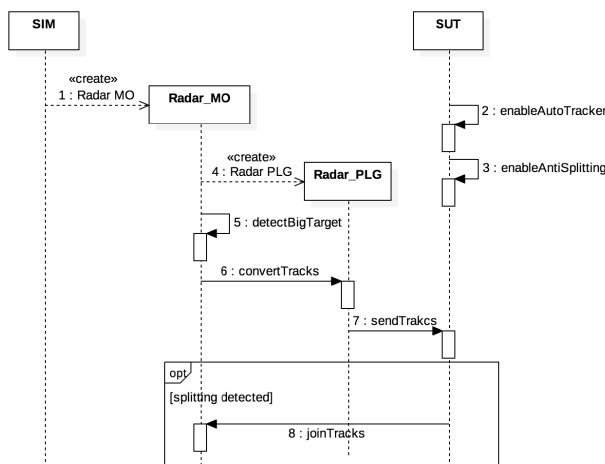 SIM
SUT
«create»
1 : Radar MO
Radar_MO
2 : enableAutoTracker
«create»
4 : Radar PLG
Radar_PLG
3 : enableAntiSplitting
5 : detectBigTarget
6 : convertTracks
7 : sendTrakcs
opt
[splitting detected]
8 : joinTracks